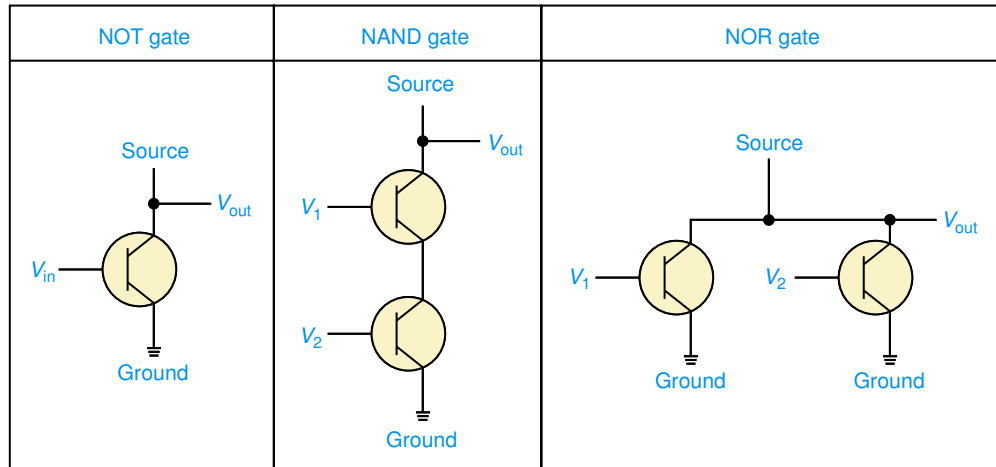 NOT gate
NAND gate
NOR gate
Source
Vout
Vin
Ground
Source
Vout
V1
V2
Ground
Source
Vout
V1
V2
Ground
Ground